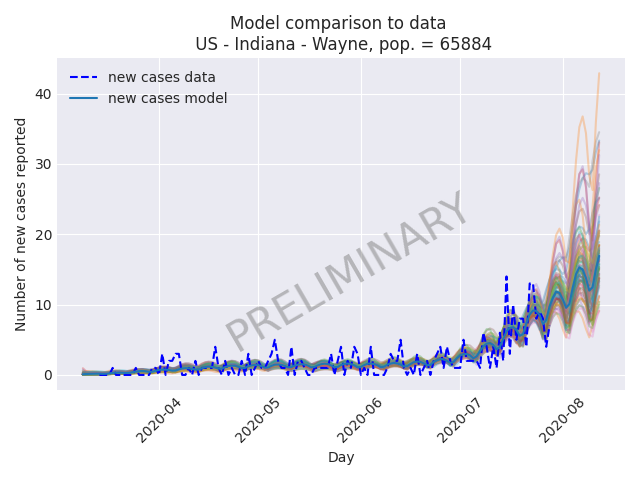 Model comparison to data
US - Indiana - Wayne, pop. = 65884
new cases data
new cases model
PRELIMINARY
Number of new cases reported
40
30
20
10
0
2020-04
2020-05
2020-06
2020-07
2020-08
Day